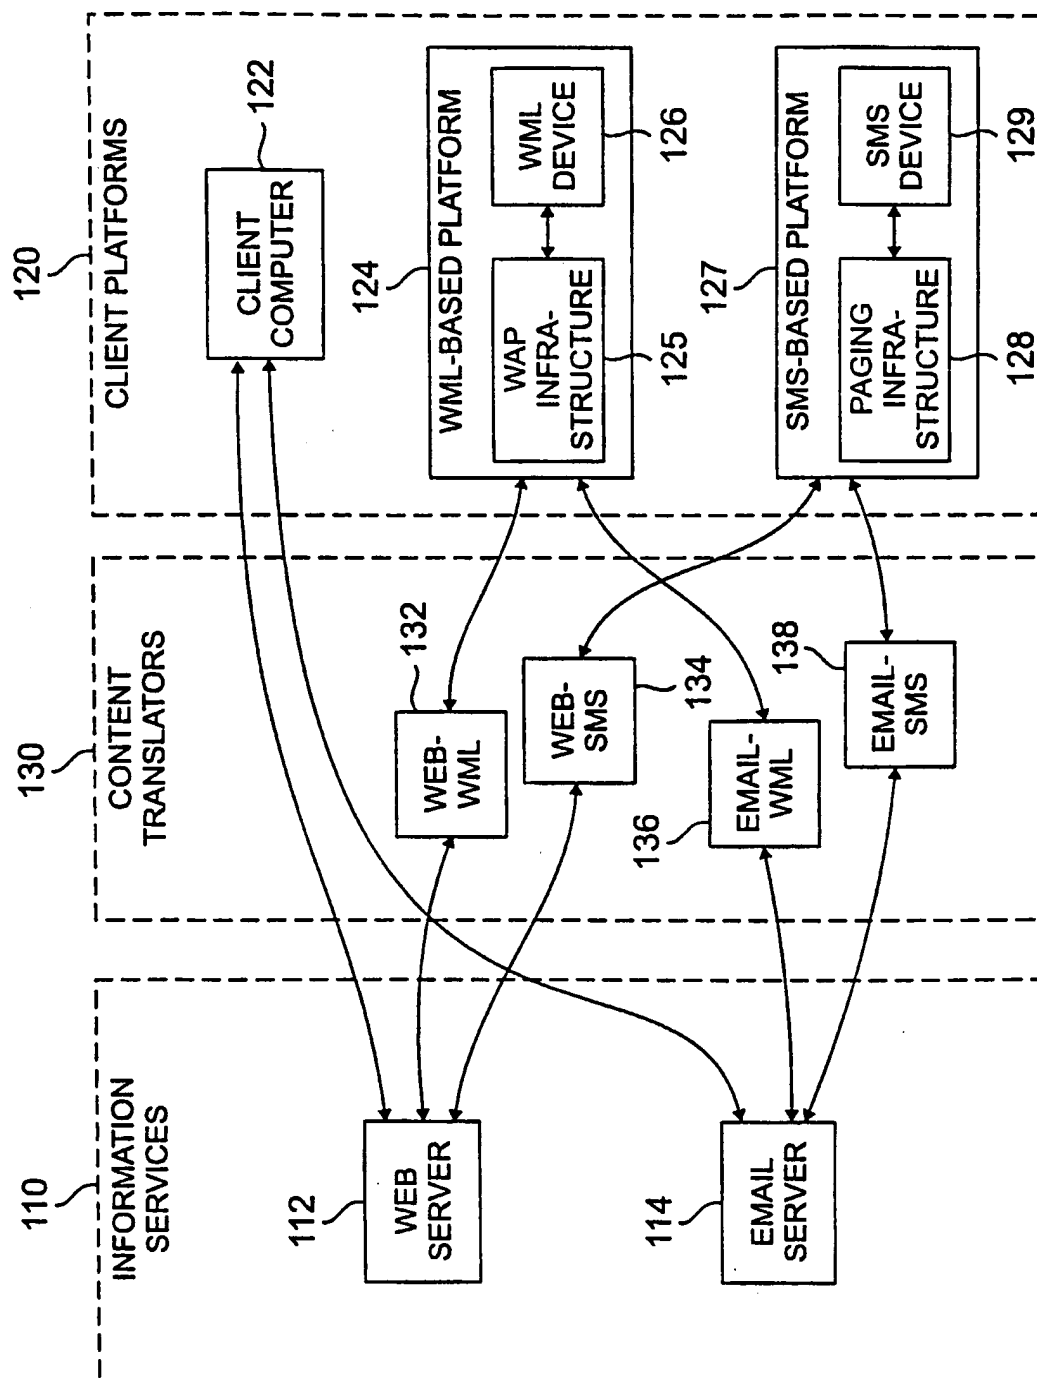 110
INFORMATION
SERVICES
112
WEB
SERVER
114
EMAIL
SERVER
130
CONTENT
TRANSLATORS
132
WEB-
WML
WEB-
SMS
134
136
EMAIL-
WML
138
EMAIL-
SMS
120
CLIENT PLATFORMS
122
CLIENT
COMPUTER
124
WML-BASED PLATFORM
WAP
INFRA-
STRUCTURE
125
WML
DEVICE
126
127
SMS-BASED PLATFORM
PAGING
INFRA-
STRUCTURE
128
SMS
DEVICE
129